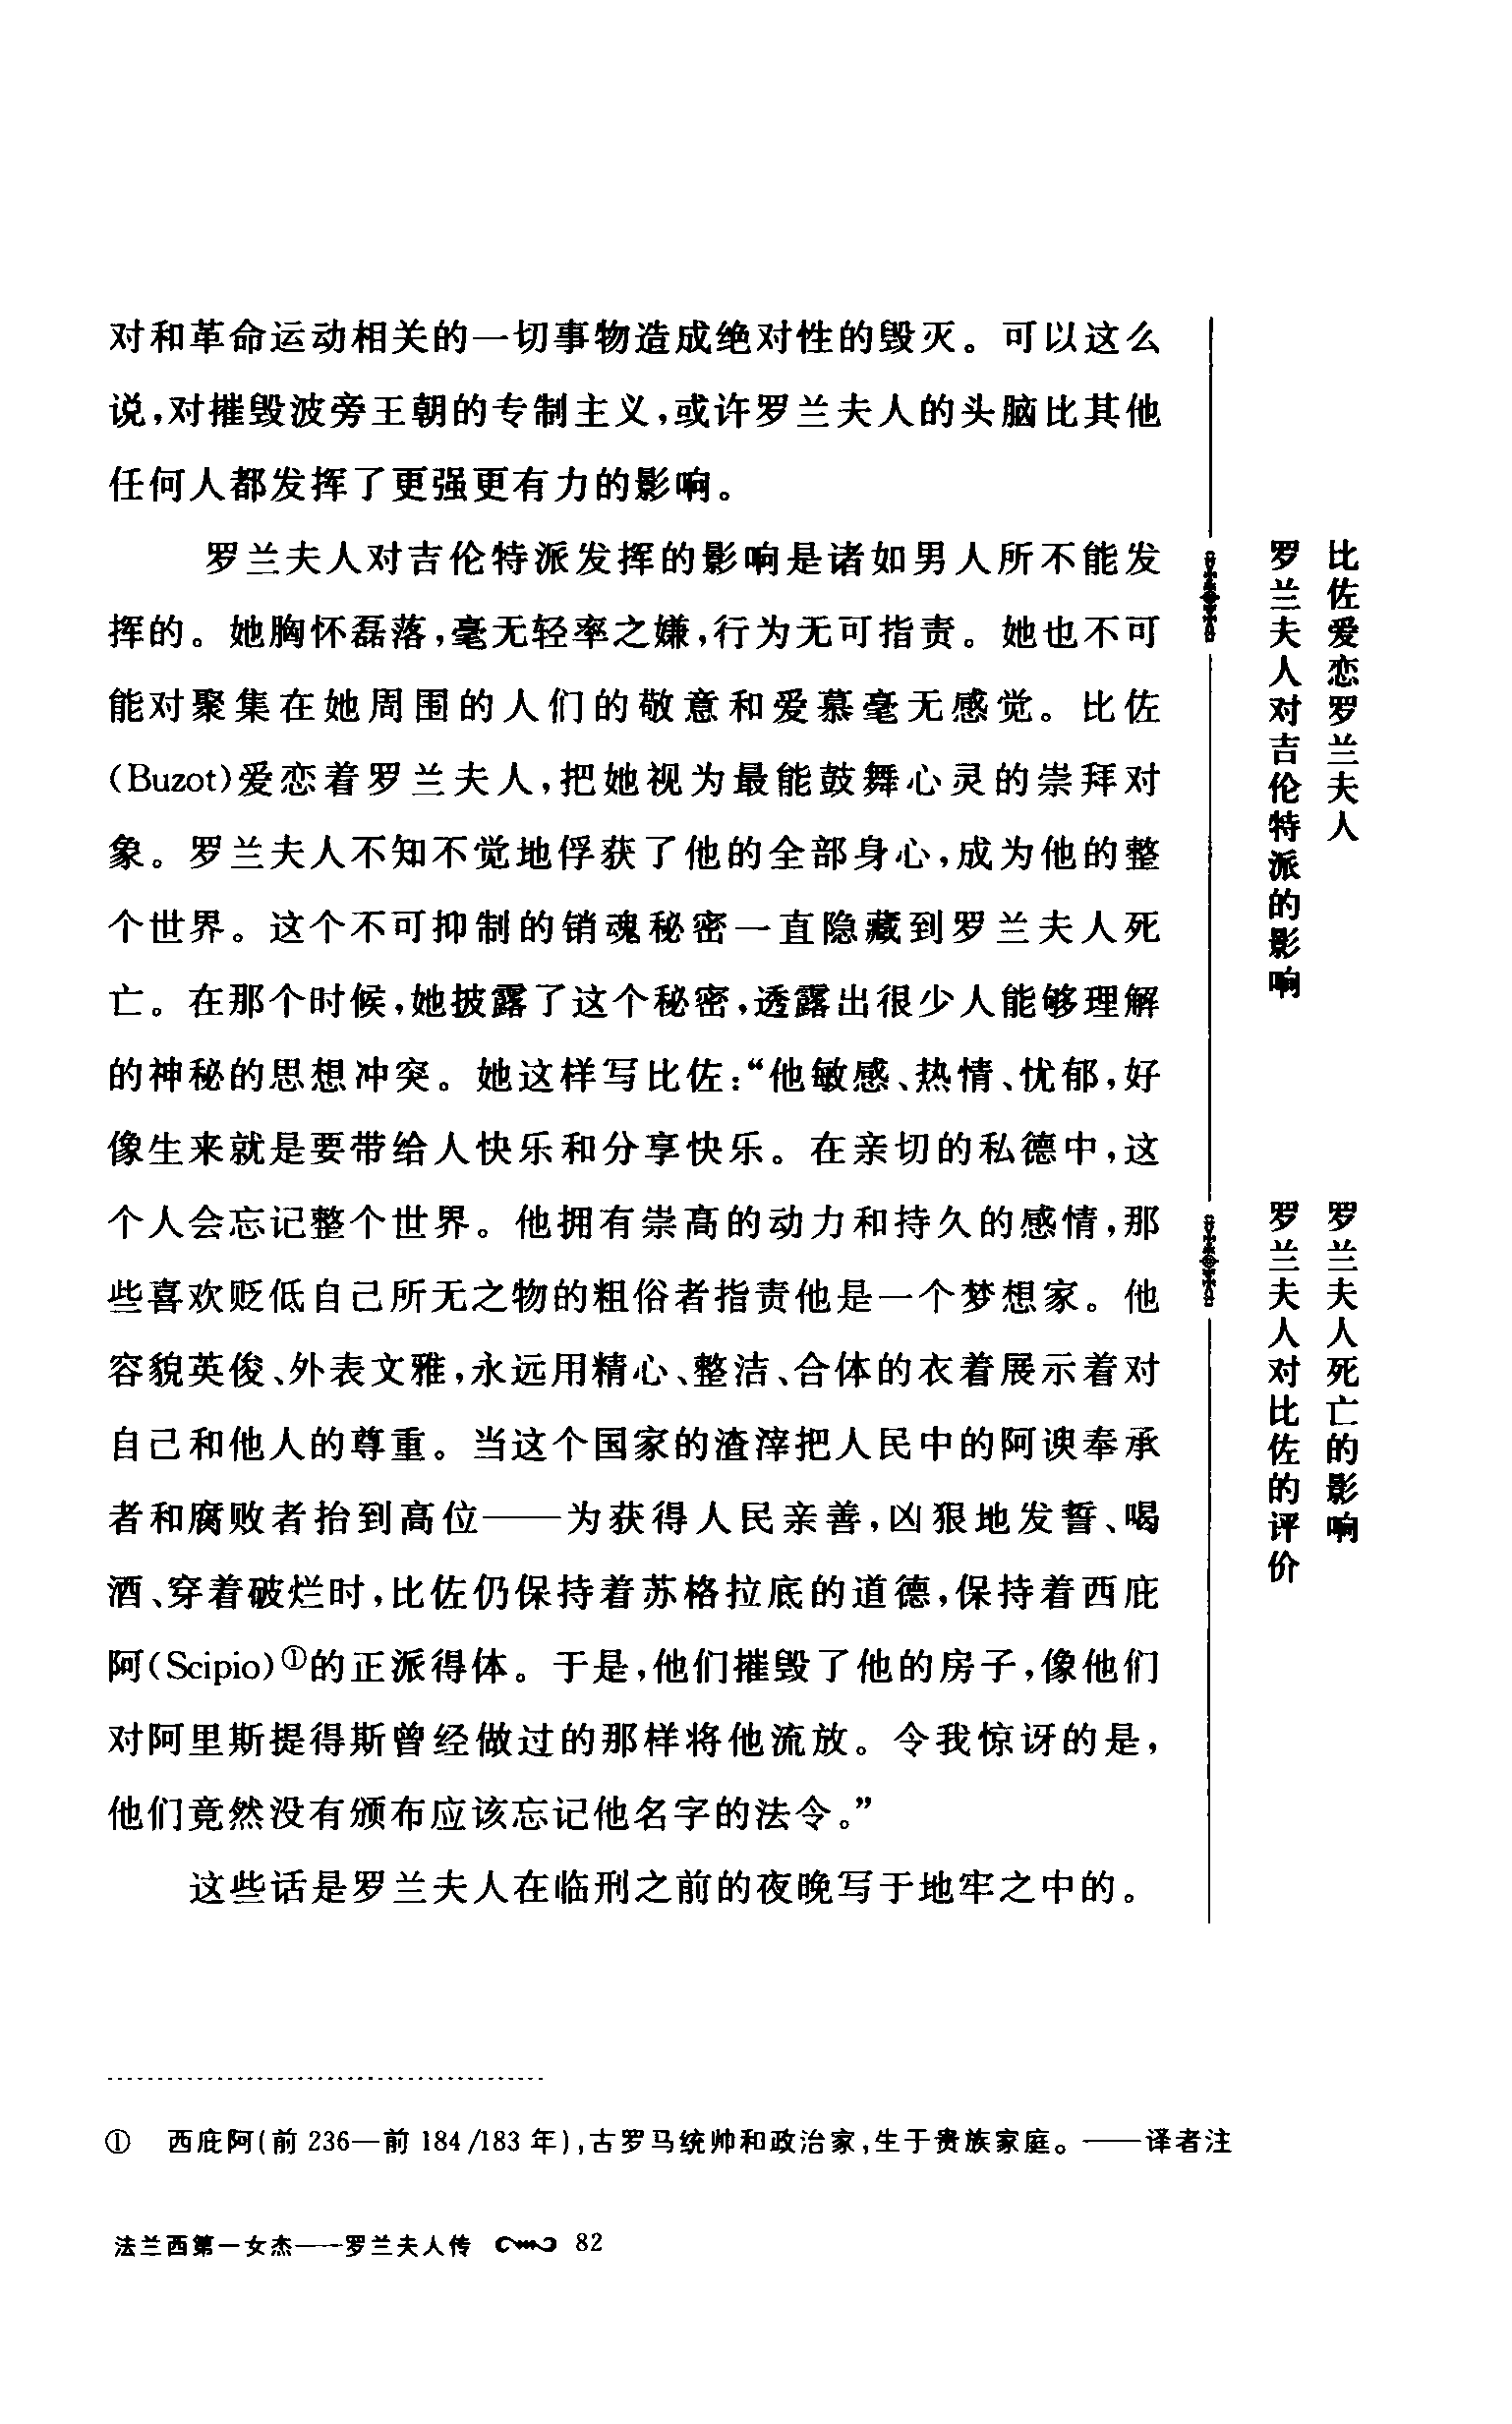 对和革命运动相关的一切事物造成绝对性的毁灭。可以这么
说,对摧毁波旁王朝的专制主义,或许罗兰夫人的头脑比其他
任何人都发挥了更强更有力的影响。
罗兰夫人对吉伦特派发挥的影响是诸如男人所不能发
挥的。她胸怀磊落,毫无轻率之嫌,行为无可指责。她也不可
能对聚集在她周围的人们的敬意和爱慕毫无感觉。比佐
(Buzot)爱恋着罗兰夫人,把她视为最能鼓舞心灵的崇拜对
象。罗兰夫人不知不觉地俘获了他的全部身心,成为他的整
个世界。这个不可抑制的销魂秘密一直隐藏到罗兰夫人死
亡。在那个时候,她披露了这个秘密,透露出很少人能够理解
的神秘的思想冲突。她这样写比佐:“他敏感、热情、忧郁,好
像生来就是要带给人快乐和分享快乐。在亲切的私德中,这
个人会忘记整个世界。他拥有崇高的动力和持久的感情,那
些喜欢贬低自己所无之物的粗俗者指责他是一个梦想家。他
容貌英俊、外表文雅,永远用精心、整洁、合体的衣着展示着对
自己和他人的尊重。当这个国家的渣滓把人民中的阿谀奉承
者和腐败者抬到高位——为获得人民亲善,凶狠地发誓、喝
酒、穿着破烂时,比佐仍保持着苏格拉底的道德,保持着西庇
阿(Scipio)①的正派得体。于是,他们摧毁了他的房子,像他们
对阿里斯提得斯曾经做过的那样将他流放。令我惊讶的是,
他们竟然没有颁布应该忘记他名字的法令。”
这些话是罗兰夫人在临刑之前的夜晚写于地牢之中的。
比佐爱恋罗兰夫人
罗兰夫人对吉伦特派的影响
罗兰夫人死亡的影响
罗兰夫人对比佐的评价
① 西庇阿(前 236—前 184/183 年),古罗马统帅和政治家,生于贵族家庭。——译者注
法兰西第一女杰——罗兰夫人传 82